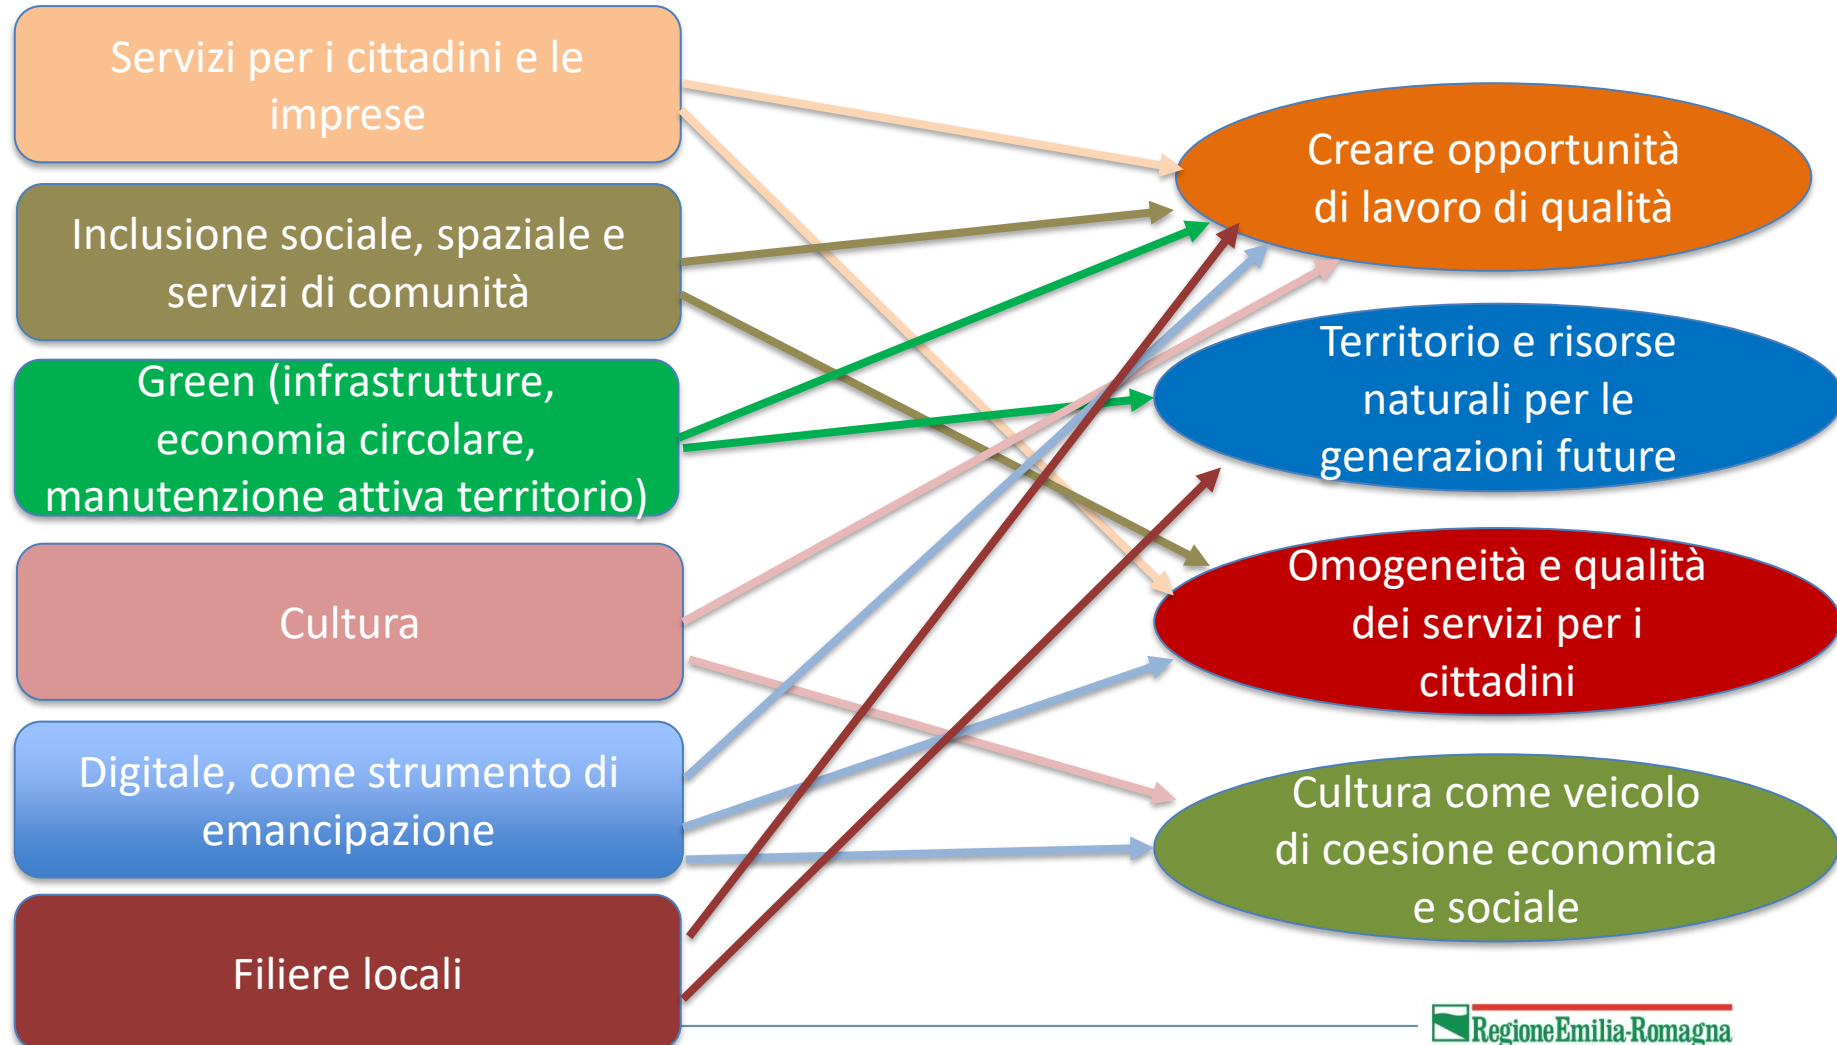 Servizi per i cittadini e le
imprese
Inclusione sociale, spaziale e
servizi di comunità
Green (infrastrutture,
economia circolare,
manutenzione attiva territorio)
Cultura
Digitale, come strumento di
emancipazione
Filiere locali
Creare opportunità
di lavoro di qualità
Territorio e risorse
naturali per le
generazioni future
Omogeneità e qualità
dei servizi per i
cittadini
Cultura come veicolo
di coesione economica
e sociale
RegioneEmilia-Romagna